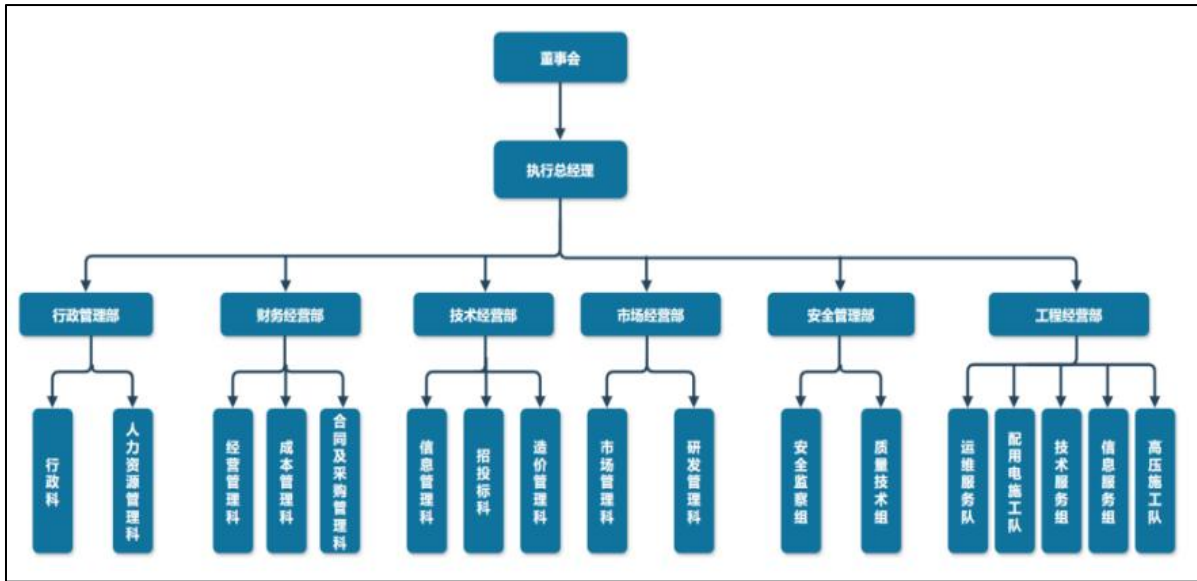 董事会
执行总经理
行政管理部
财务经营部
技术经营部
市场经营部
安全管理部
工程经营部
行政科
人力资源管理科
经营管理科
成本管理科
合同及采购管理科
信息管理科
招投标科
造价管理科
市场管理科
研发管理科
安全监察组
质量技术组
运维服务队
配用电施工队
技术服务组
信息服务组
高压施工队